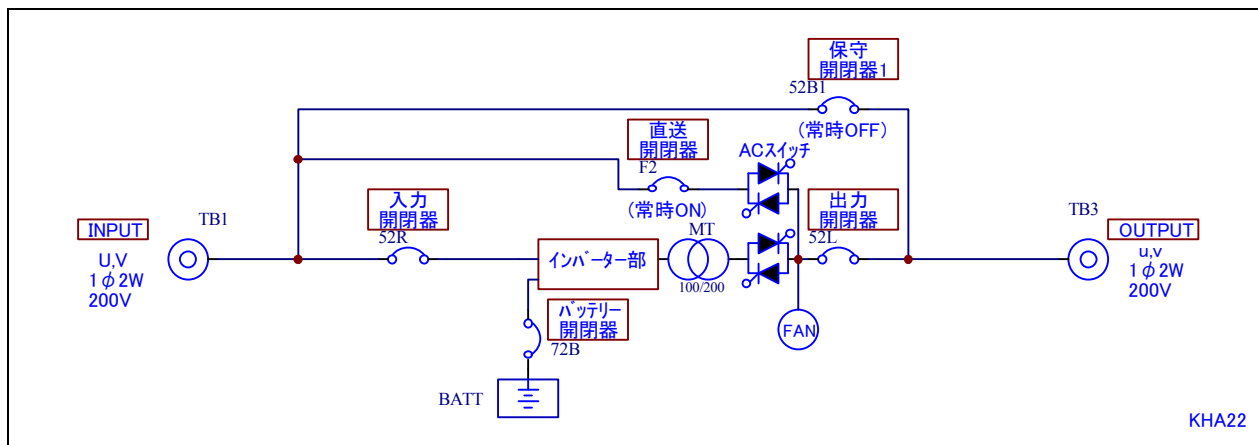 保守
開閉器1
52B1
(常時OFF)
直送
開閉器
F2
(常時ON)
ACスイッチ
入力
開閉器
52R
出力
開閉器
52L
INPUT
TB1
U,V
1φ2W
200V
インバーター部
MT
100/200
TB3
OUTPUT
u,v
1φ2W
200V
バッテリー
開閉器
72B
FAN
BATT
KHA22